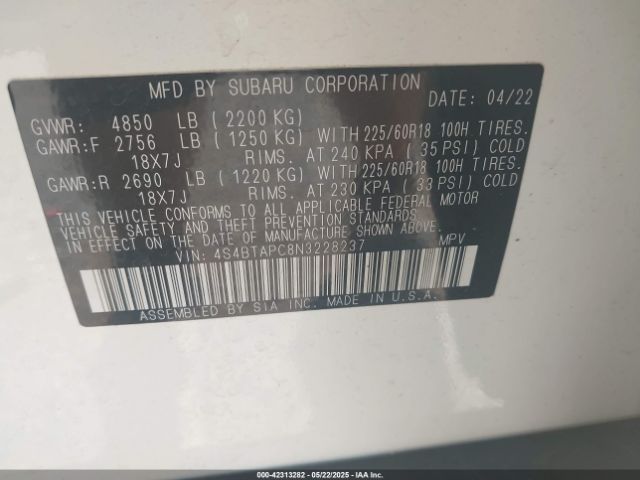 MFD BY SUBARU CORPORATION
DATE: 04/22
GVWR: 4850 LB ( 2200 KG)
GAWR:F 2756 LB ( 1250 KG) WITH 225/60R18 100H TIRES.
18X7J RIMS. AT 240 KPA ( 35 PSI) COLD
GAWR:R 2690 LB ( 1220 KG) WITH 225/60R18 100H TIRES.
18X7J RIMS. AT 230 KPA ( 33 PSI) COLD
THIS VEHICLE CONFORMS TO ALL APPLICABLE FEDERAL MOTOR
VEHICLE SAFETY AND THEFT PREVENTION STANDARDS
IN EFFECT ON THE DATE OF MANUFACTURE SHOWN ABOVE.
VIN: 4S4BTAPC8N3228237 MPV
ASSEMBLED BY SIA INC. MADE IN U.S.A.
000-42313282 - 05/22/2025 - IAA Inc.